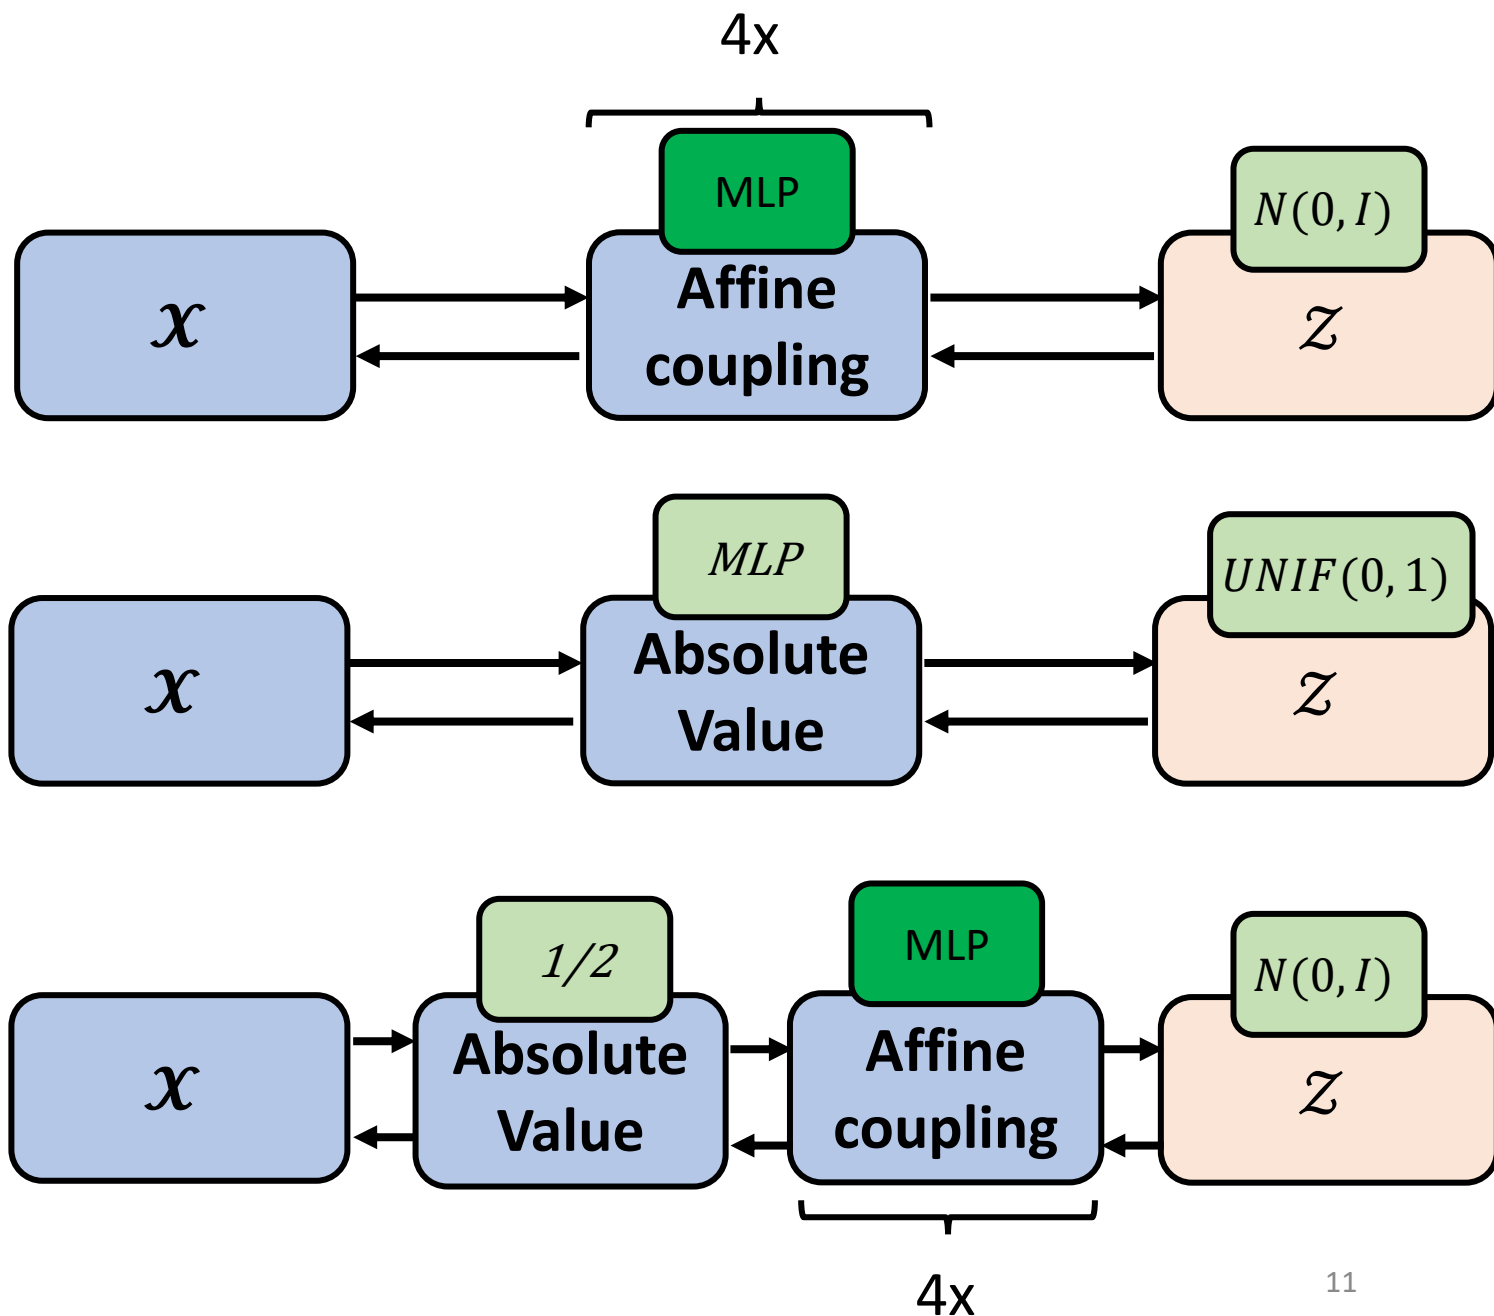 4x
MLP
N(0, I)
x
Affine
coupling
z
MLP
UNIF(0, 1)
x
Absolute
Value
z
1/2
MLP
N(0, I)
x
Absolute
Value
Affine
coupling
z
4x
11